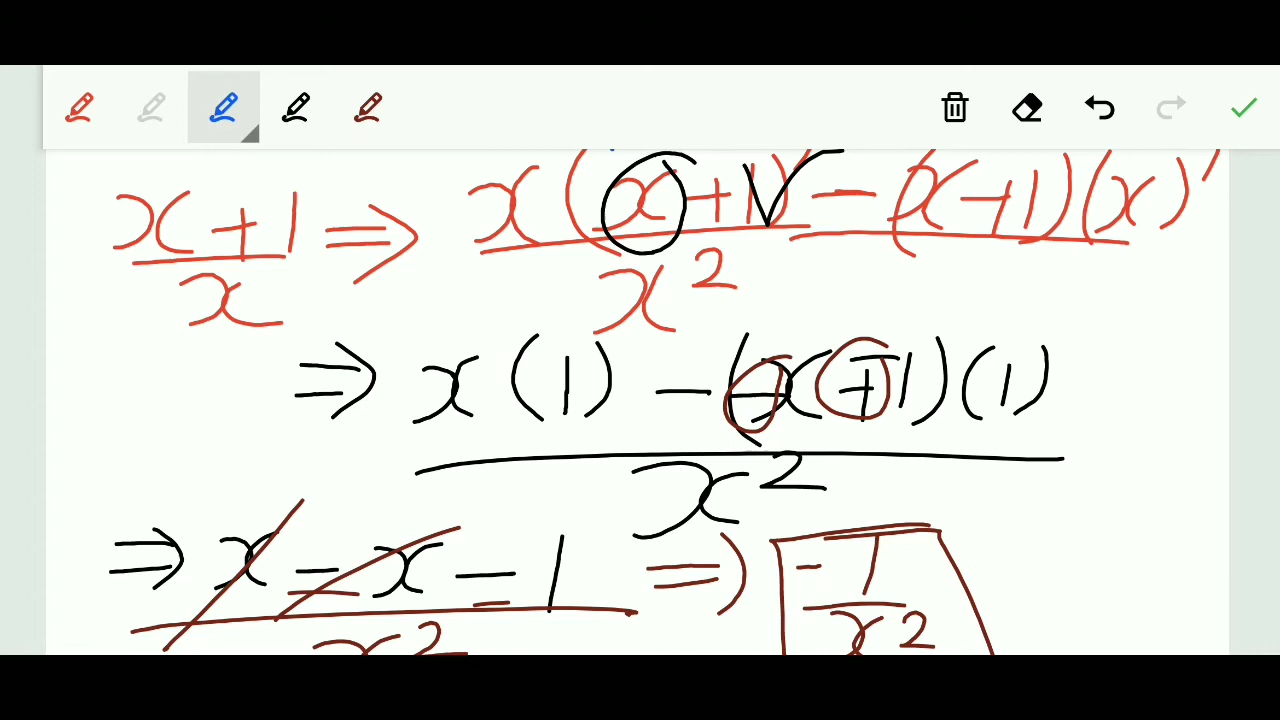 (x+1)/x ⇒ (x(x+1)' - (x+1)(x)')/x²
⇒ (x(1) - (x+1)(1))/x²
⇒ (x - x - 1)/x² ⇒ -1/x²